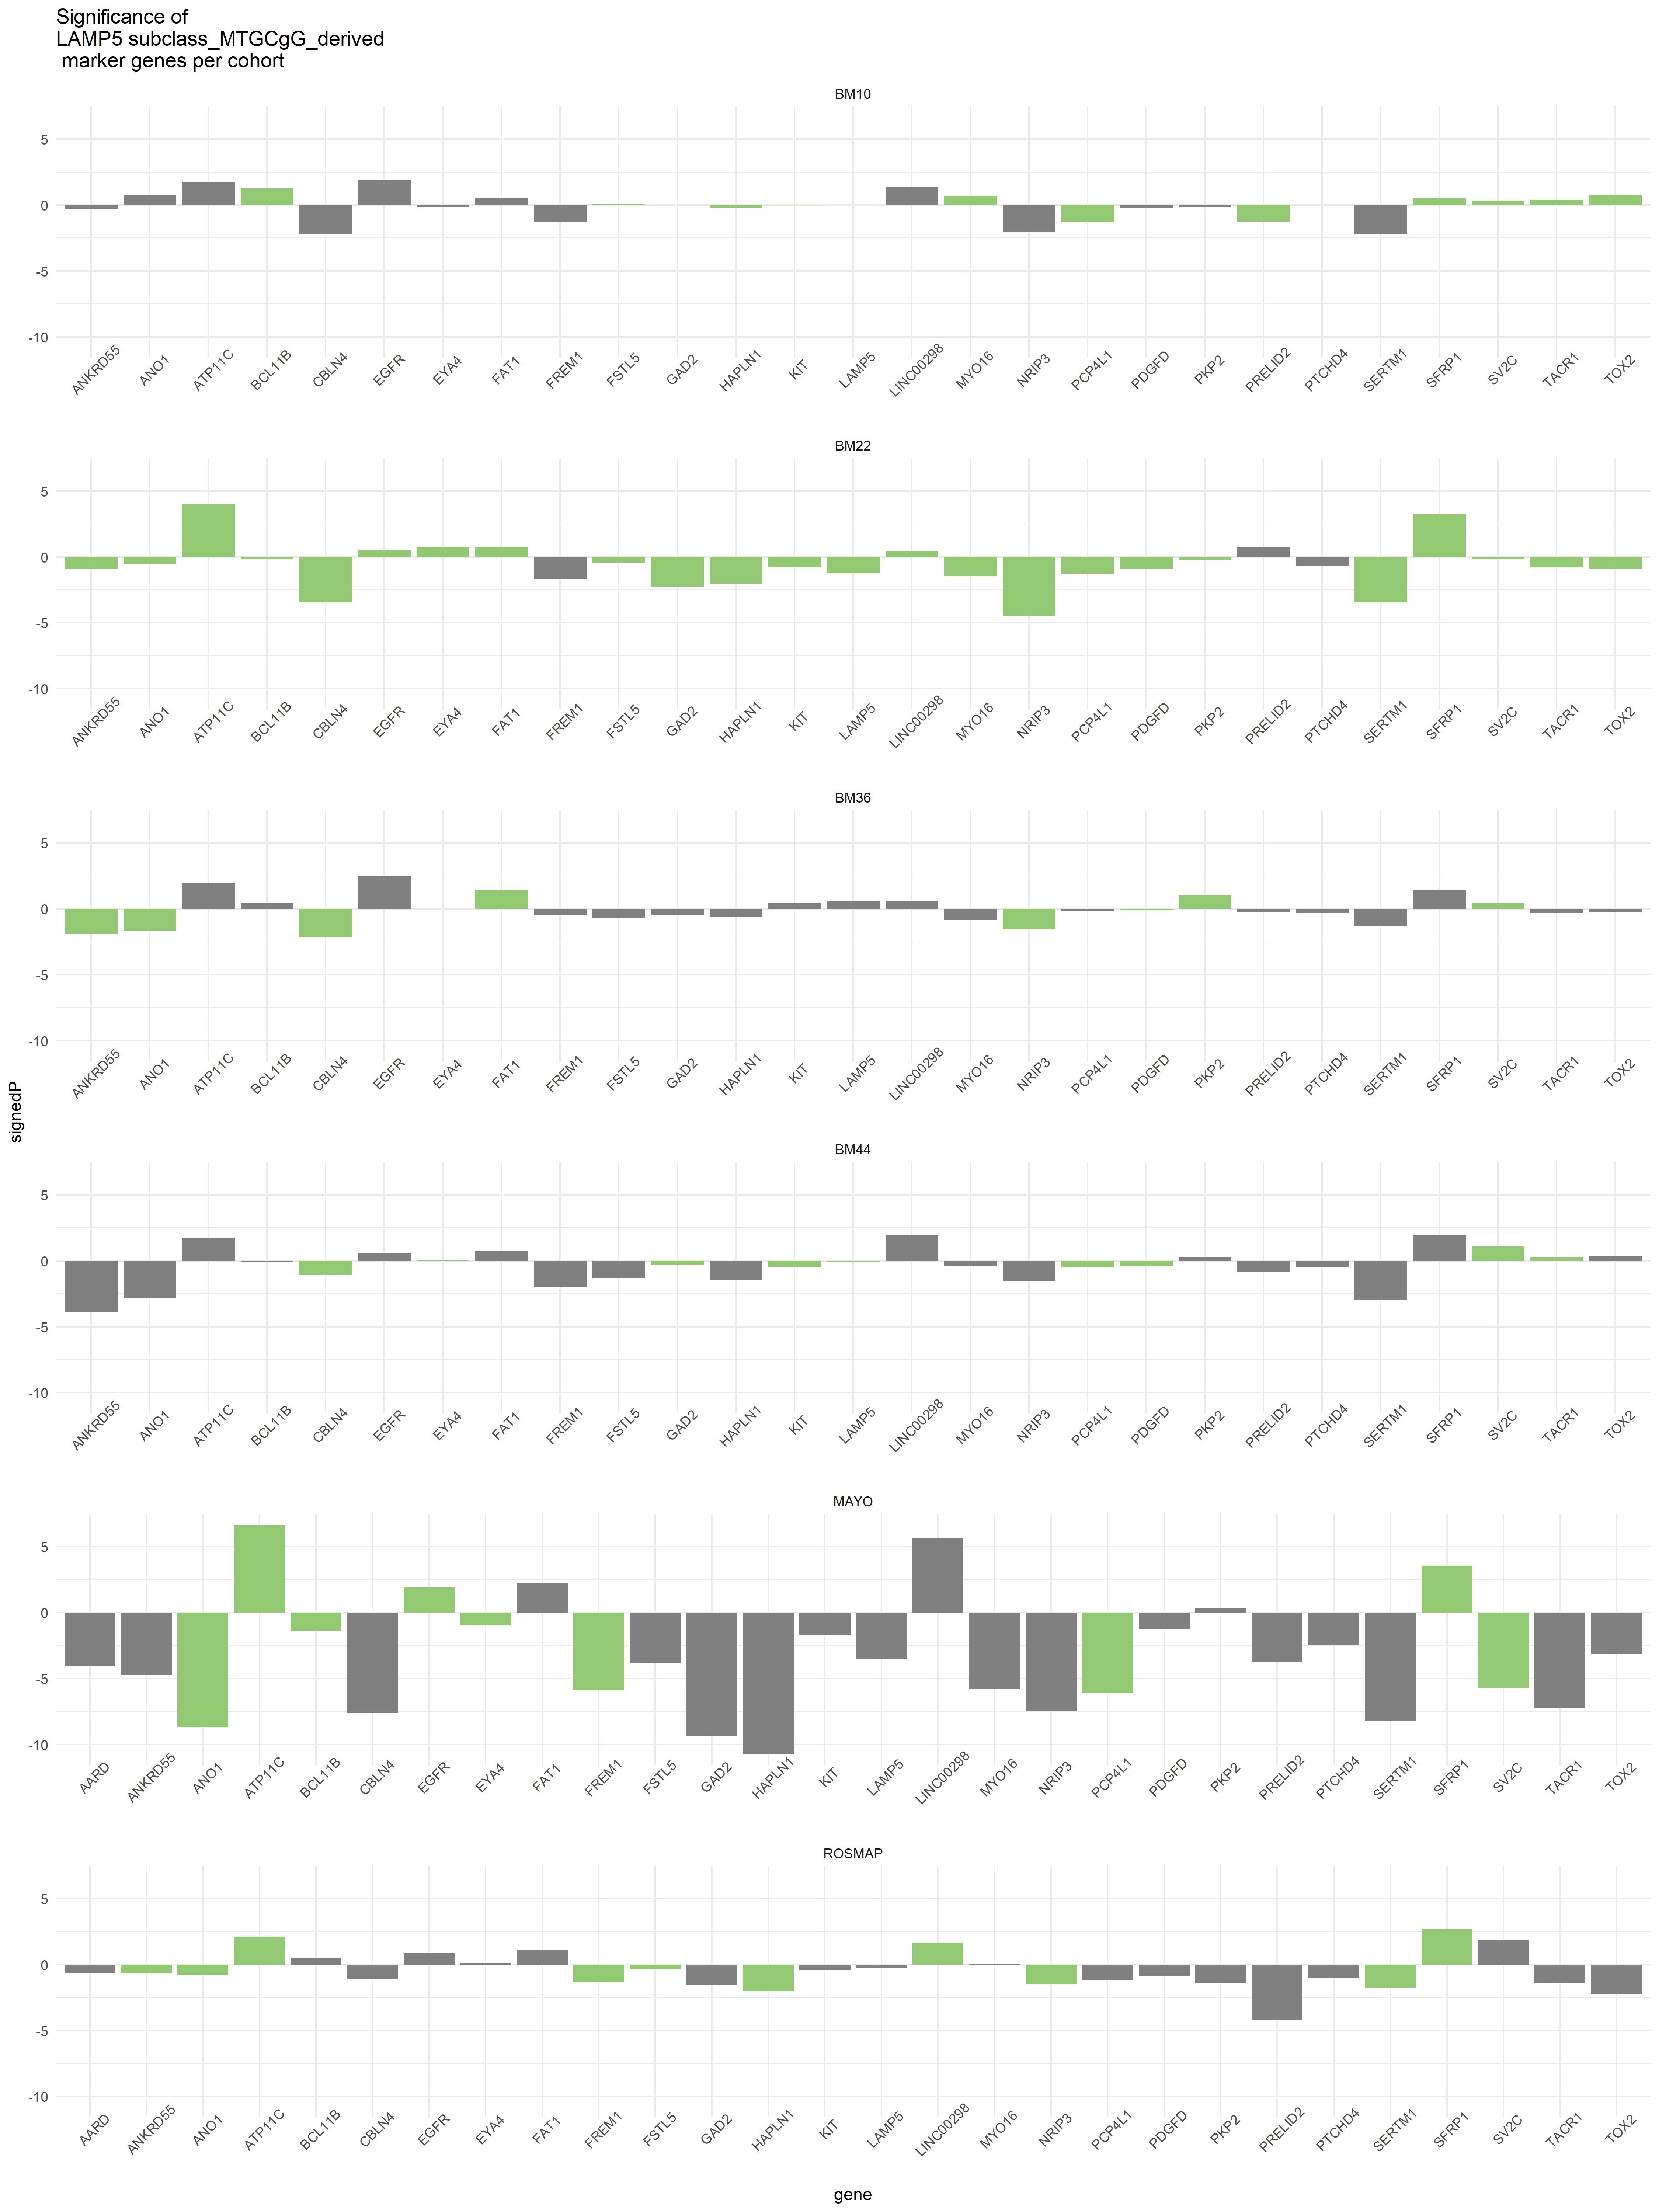 Significance of
LAMP5 subclass_MTGCgG_derived
marker genes per cohort
BM10
5
0
-5
-10
ANKRD55 ANO1 ATP11C BCL11B CBLN4 EGFR EYA4 FAT1 FREM1 FSTL5 GAD2 HAPLN1 KIT LAMP5 LINC00298 MYO16 NRIP3 PCP4L1 PDGFD PKP2 PRELID2 PTCHD4 SERTM1 SFRP1 SV2C TACR1 TOX2
BM22
5
0
-5
-10
ANKRD55 ANO1 ATP11C BCL11B CBLN4 EGFR EYA4 FAT1 FREM1 FSTL5 GAD2 HAPLN1 KIT LAMP5 LINC00298 MYO16 NRIP3 PCP4L1 PDGFD PKP2 PRELID2 PTCHD4 SERTM1 SFRP1 SV2C TACR1 TOX2
BM36
5
0
-5
-10
ANKRD55 ANO1 ATP11C BCL11B CBLN4 EGFR EYA4 FAT1 FREM1 FSTL5 GAD2 HAPLN1 KIT LAMP5 LINC00298 MYO16 NRIP3 PCP4L1 PDGFD PKP2 PRELID2 PTCHD4 SERTM1 SFRP1 SV2C TACR1 TOX2
signedP
BM44
5
0
-5
-10
ANKRD55 ANO1 ATP11C BCL11B CBLN4 EGFR EYA4 FAT1 FREM1 FSTL5 GAD2 HAPLN1 KIT LAMP5 LINC00298 MYO16 NRIP3 PCP4L1 PDGFD PKP2 PRELID2 PTCHD4 SERTM1 SFRP1 SV2C TACR1 TOX2
MAYO
5
0
-5
-10
AARD ANKRD55 ANO1 ATP11C BCL11B CBLN4 EGFR EYA4 FAT1 FREM1 FSTL5 GAD2 HAPLN1 KIT LAMP5 LINC00298 MYO16 NRIP3 PCP4L1 PDGFD PKP2 PRELID2 PTCHD4 SERTM1 SFRP1 SV2C TACR1 TOX2
ROSMAP
5
0
-5
-10
AARD ANKRD55 ANO1 ATP11C BCL11B CBLN4 EGFR EYA4 FAT1 FREM1 FSTL5 GAD2 HAPLN1 KIT LAMP5 LINC00298 MYO16 NRIP3 PCP4L1 PDGFD PKP2 PRELID2 PTCHD4 SERTM1 SFRP1 SV2C TACR1 TOX2
gene